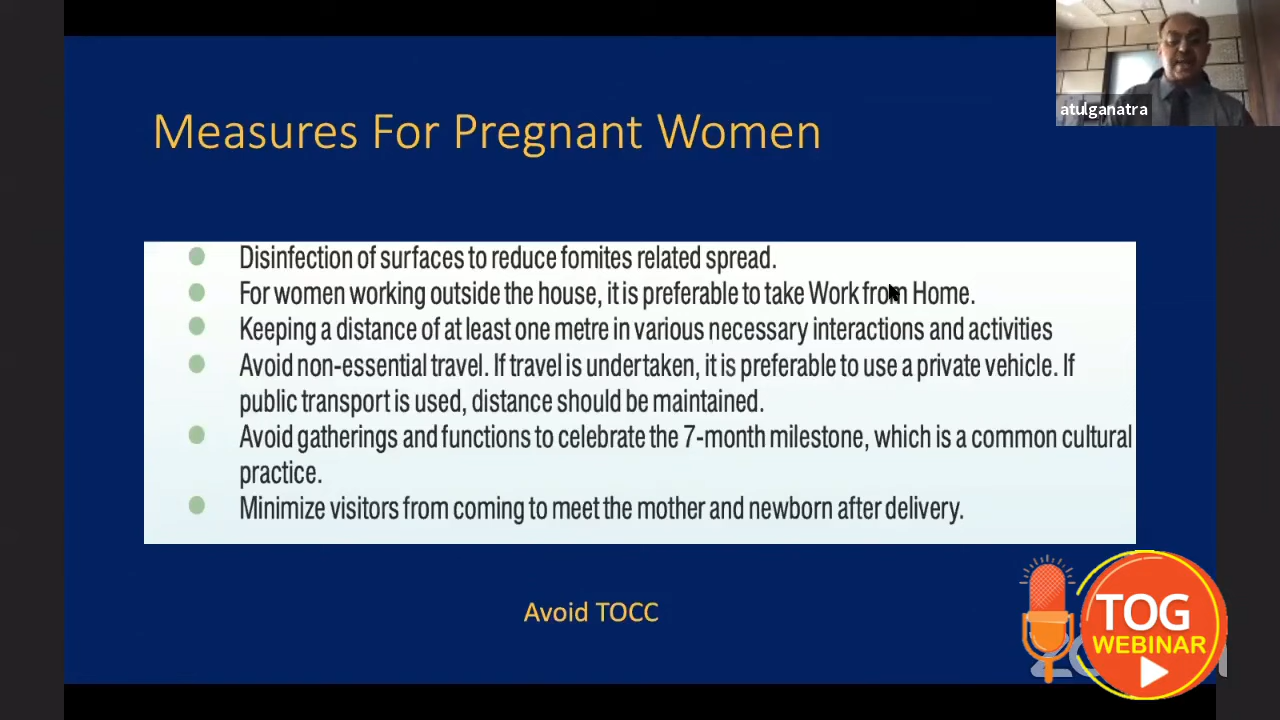 atulganatra
Measures For Pregnant Women
Disinfection of surfaces to reduce fomites related spread.
For women working outside the house, it is preferable to take Work from Home.
Keeping a distance of at least one metre in various necessary interactions and activities
Avoid non-essential travel. If travel is undertaken, it is preferable to use a private vehicle. If
public transport is used, distance should be maintained.
Avoid gatherings and functions to celebrate the 7-month milestone, which is a common cultural
practice.
Minimize visitors from coming to meet the mother and newborn after delivery.
Avoid TOCC
TOG
WEBINAR